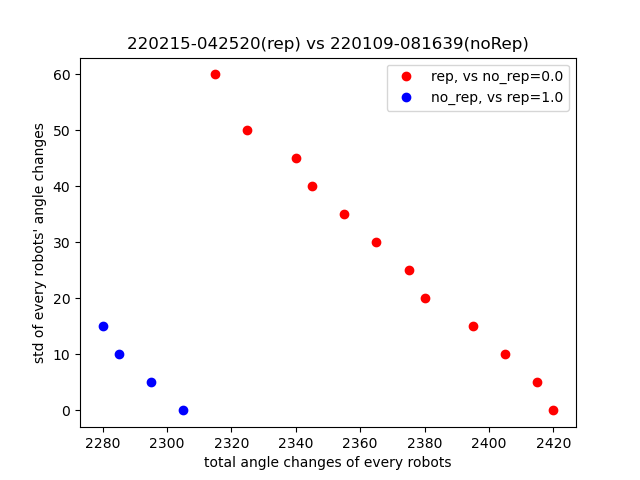 220215-042520(rep) vs 220109-081639(noRep)
rep, vs no_rep=0.0
no_rep, vs rep=1.0
60
50
40
30
20
10
0
std of every robots' angle changes
2280 2300 2320 2340 2360 2380 2400 2420
total angle changes of every robots